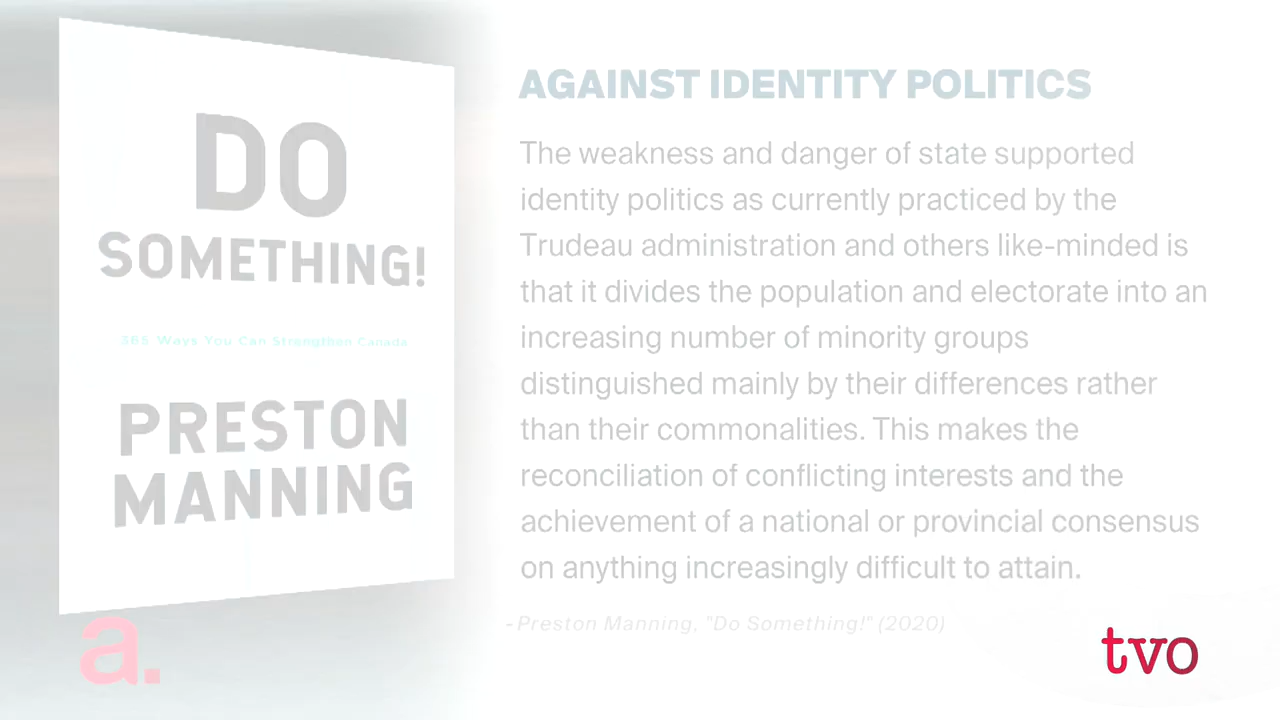 DO
SOMETHING!
365 Ways You Can Strengthen Canada
PRESTON
MANNING
AGAINST IDENTITY POLITICS
The weakness and danger of state supported
identity politics as currently practiced by the
Trudeau administration and others like-minded is
that it divides the population and electorate into an
increasing number of minority groups
distinguished mainly by their differences rather
than their commonalities. This makes the
reconciliation of conflicting interests and the
achievement of a national or provincial consensus
on anything increasingly difficult to attain.
- Preston Manning, "Do Something!" (2020)
a.
tvo